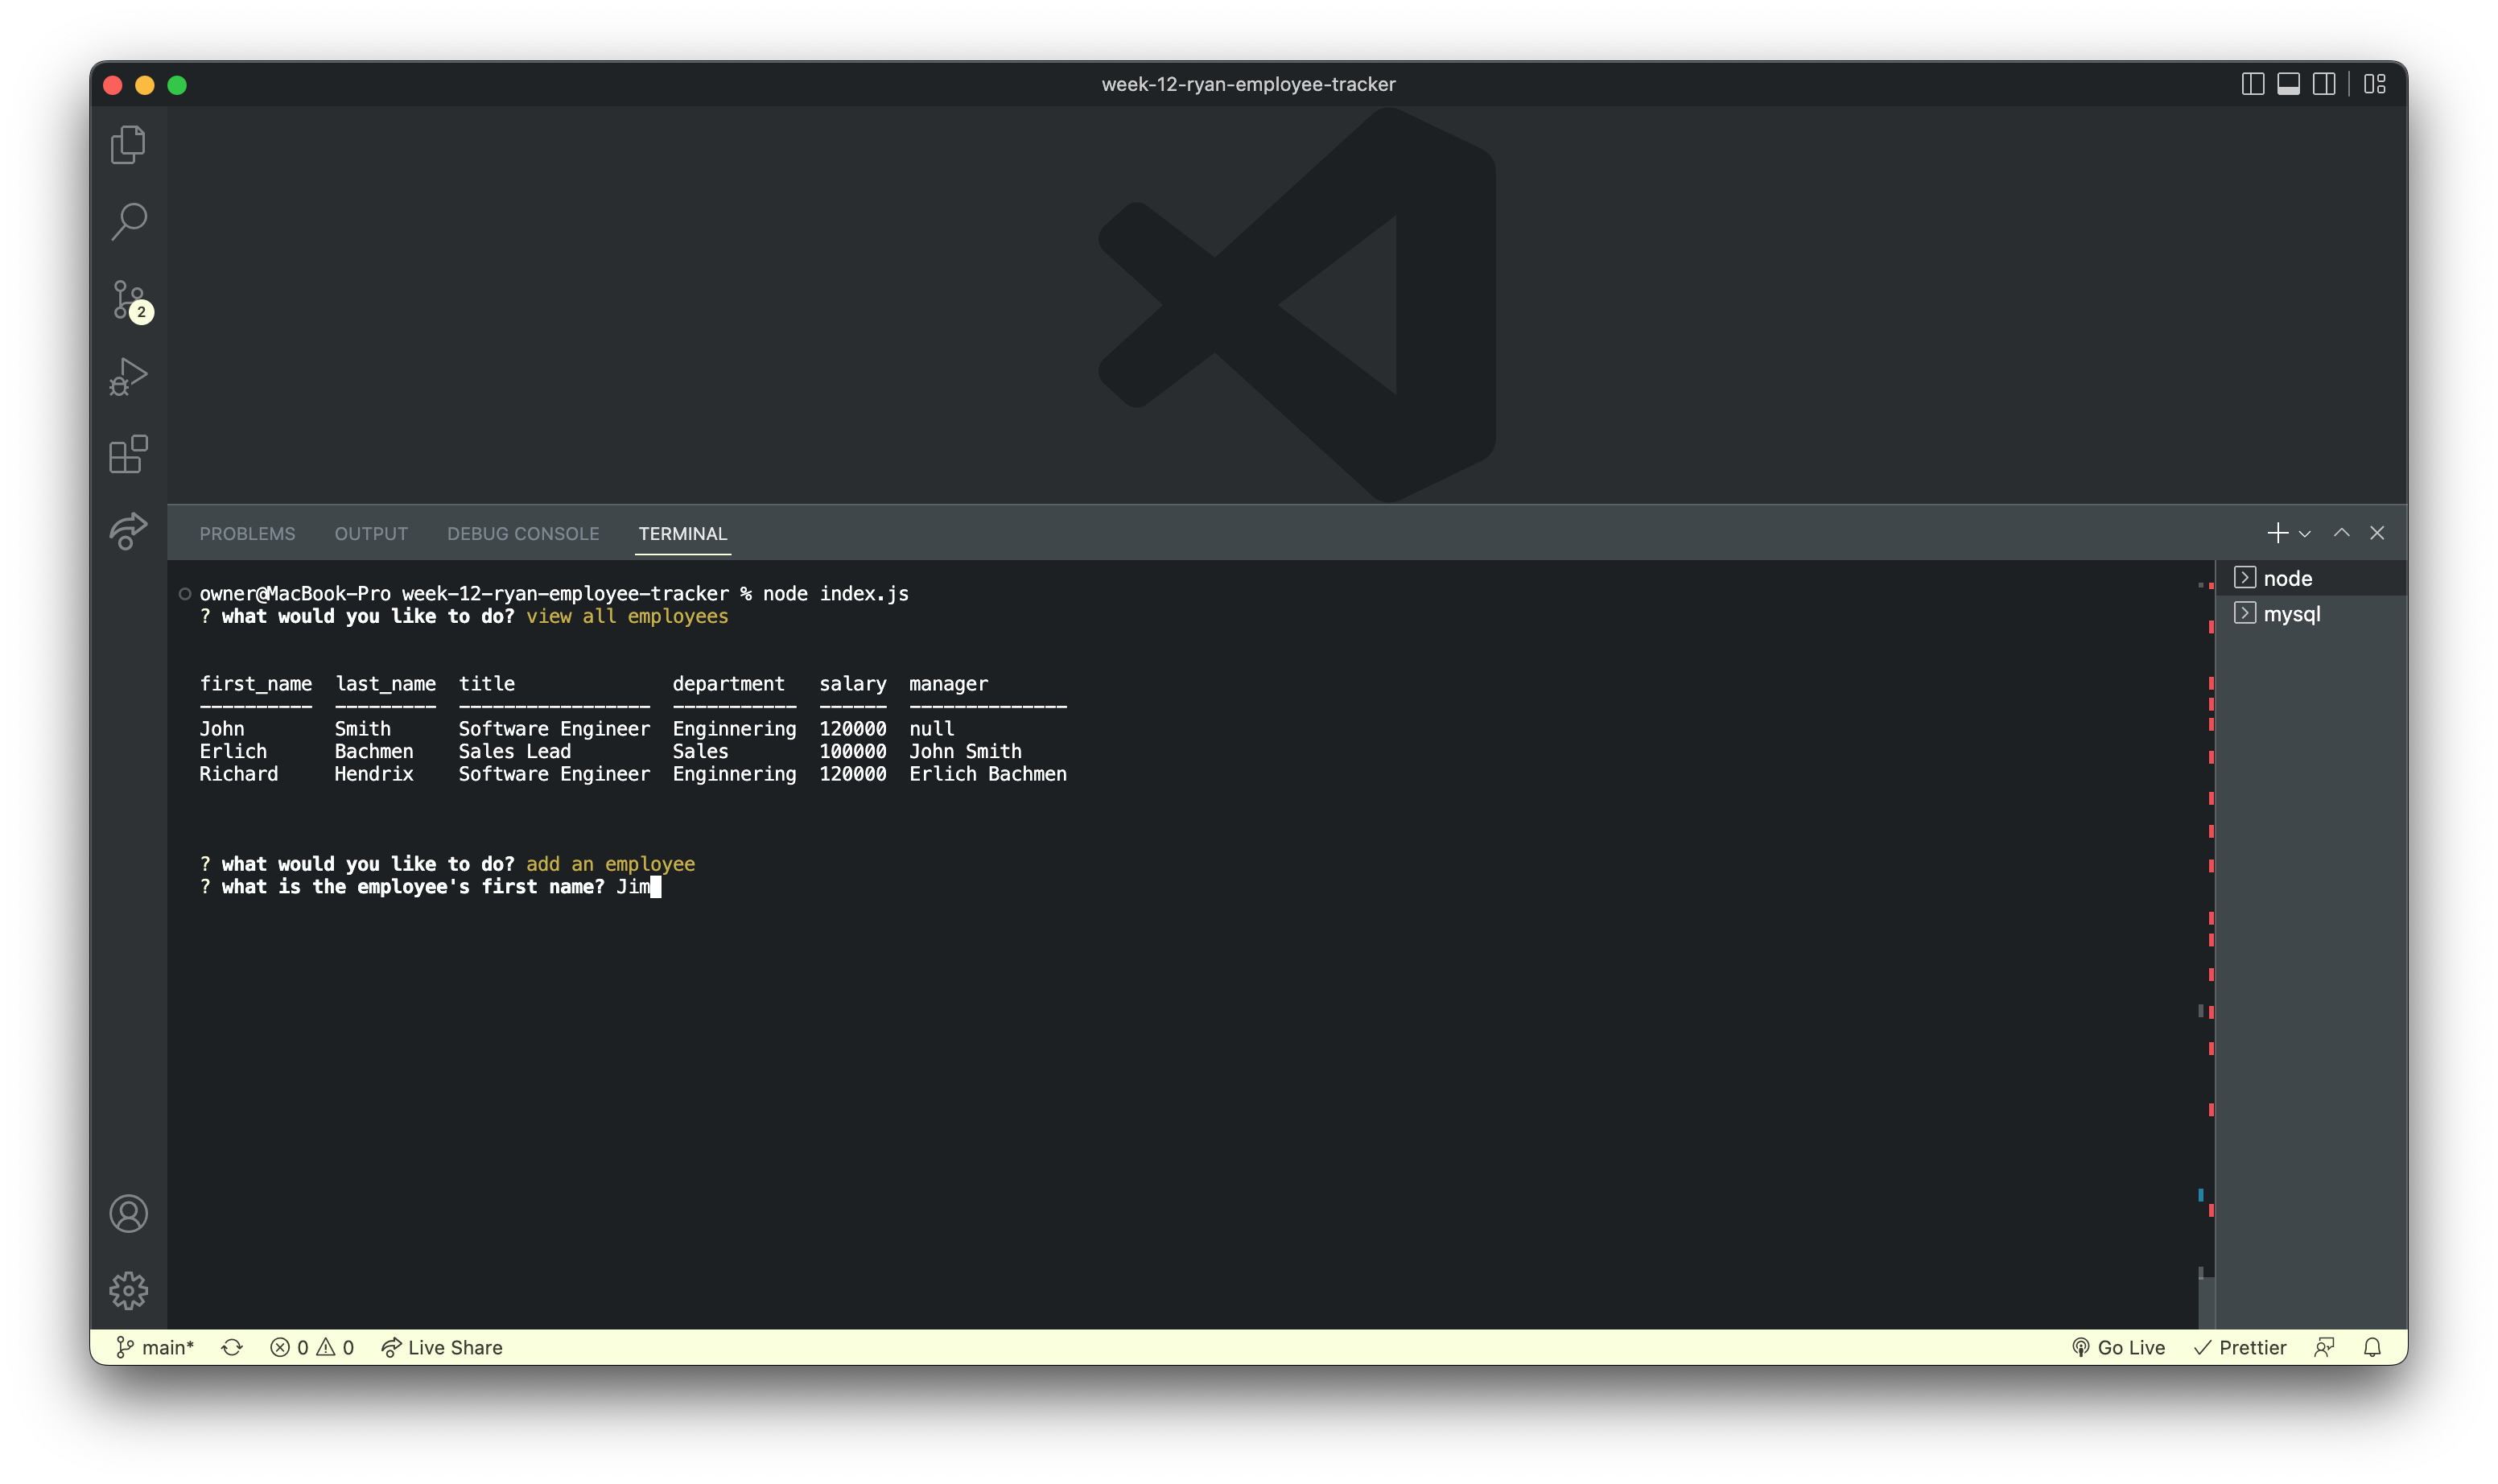 week-12-ryan-employee-tracker
2
PROBLEMS OUTPUT DEBUG CONSOLE TERMINAL
owner@MacBook-Pro week-12-ryan-employee-tracker % node index.js
? what would you like to do? view all employees
first_name  last_name  title              department   salary  manager
----------  ---------  -----------------  -----------  ------  --------------
John        Smith      Software Engineer  Enginnering  120000  null
Erlich      Bachmen    Sales Lead         Sales        100000  John Smith
Richard     Hendrix    Software Engineer  Enginnering  120000  Erlich Bachmen
? what would you like to do? add an employee
? what is the employee's first name? Jim
node
mysql
main* 0 0 Live Share Go Live Prettier